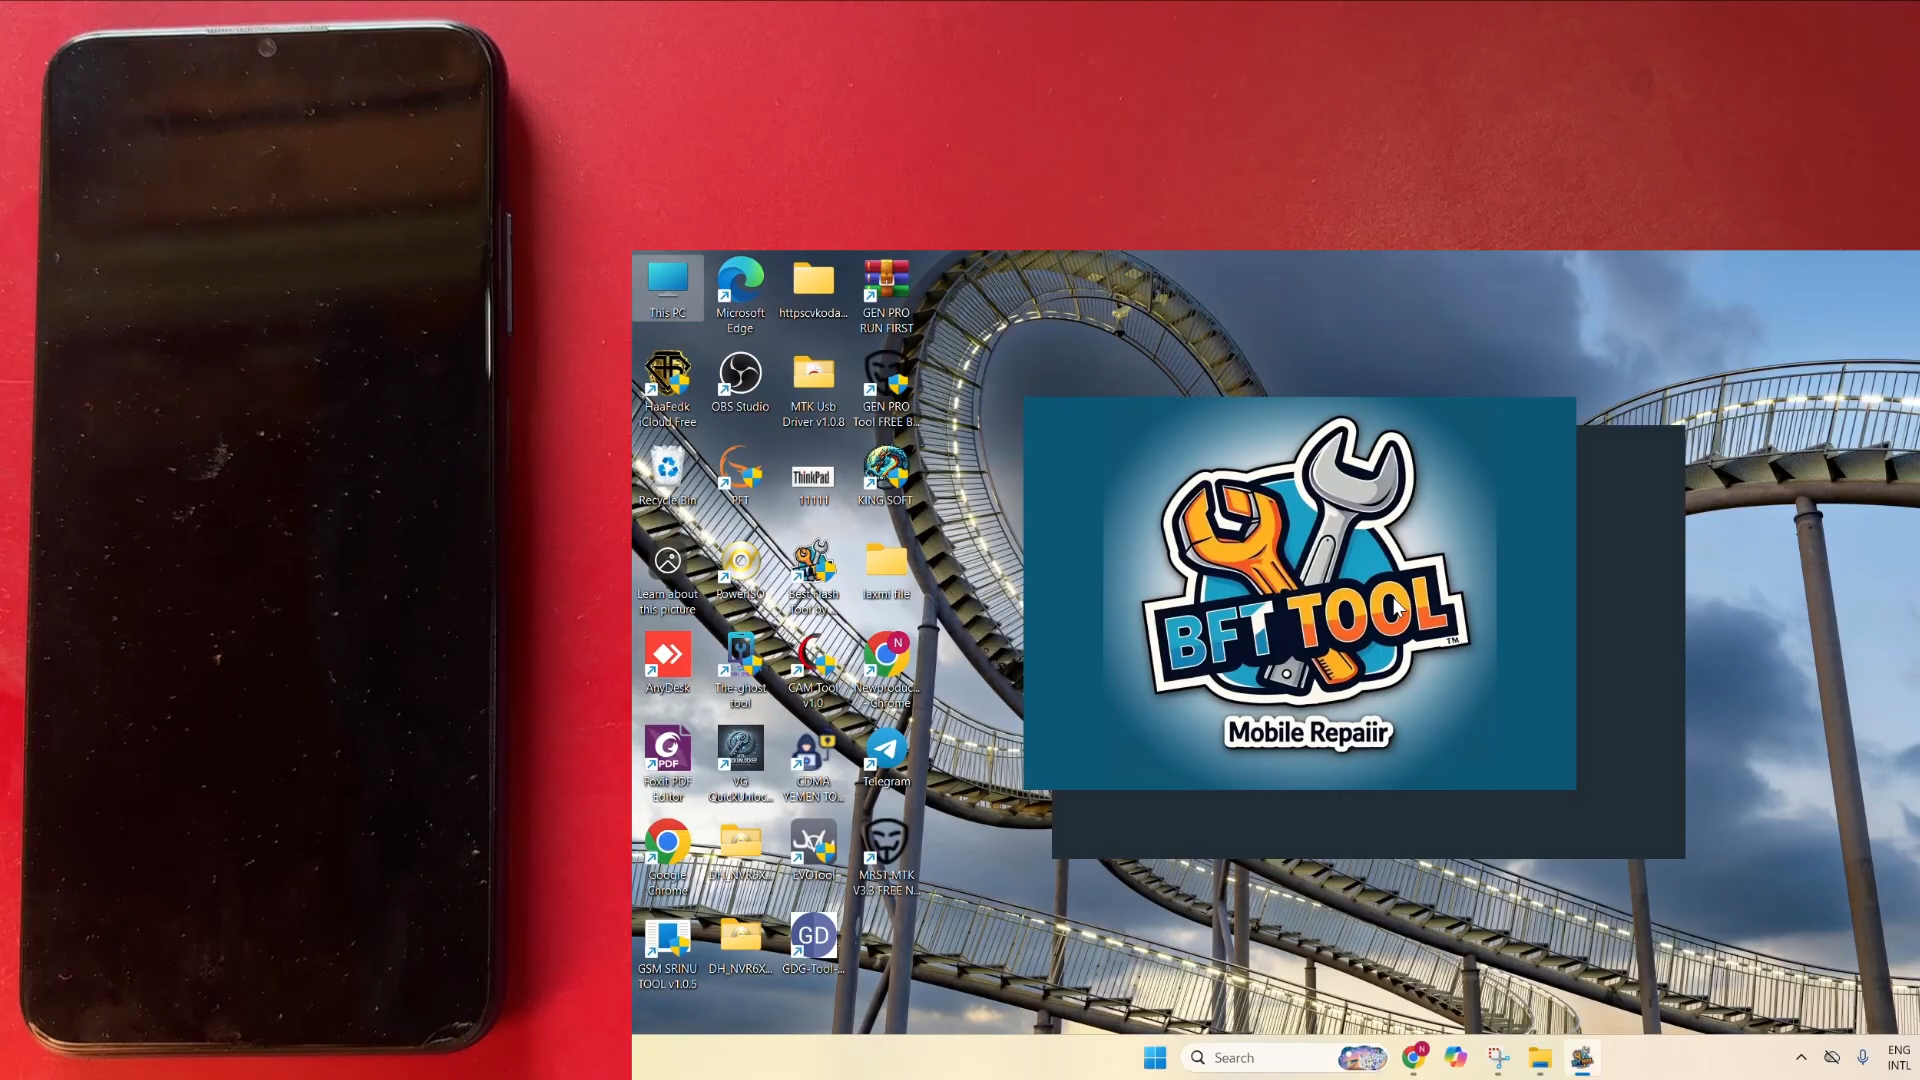 This PC
Microsoft
Edge
httpscvkoda...
GEN PRO
RUN FIRST
HaaFedk
iCloud Free
OBS Studio
MTK Usb
Driver v1.0.8
GEN PRO
Tool FREE B...
Recycle Bin
PFT
ThinkPad
11111
KING SOFT
Learn about
this picture
PowerISO
Best Flash
Tool by ...
laxmi file
AnyDesk
The-ghost
tool
CAM Tool
v1.0
N
Newproduc...
- Chrome
PDF
Foxit PDF
Editor
VG
QuickUnloc...
CDMA
YEMEN TO...
Telegram
Google
Chrome
DH_NVR6X...
EVOTool
MRST-MTK
V3.3 FREE N...
GSM SRINU
TOOL v1.0.5
DH_NVR6X...
GD
GDG-Tool-...
BFT TOOL
TM
Mobile Repaiir
Search
N
ENG
INTL